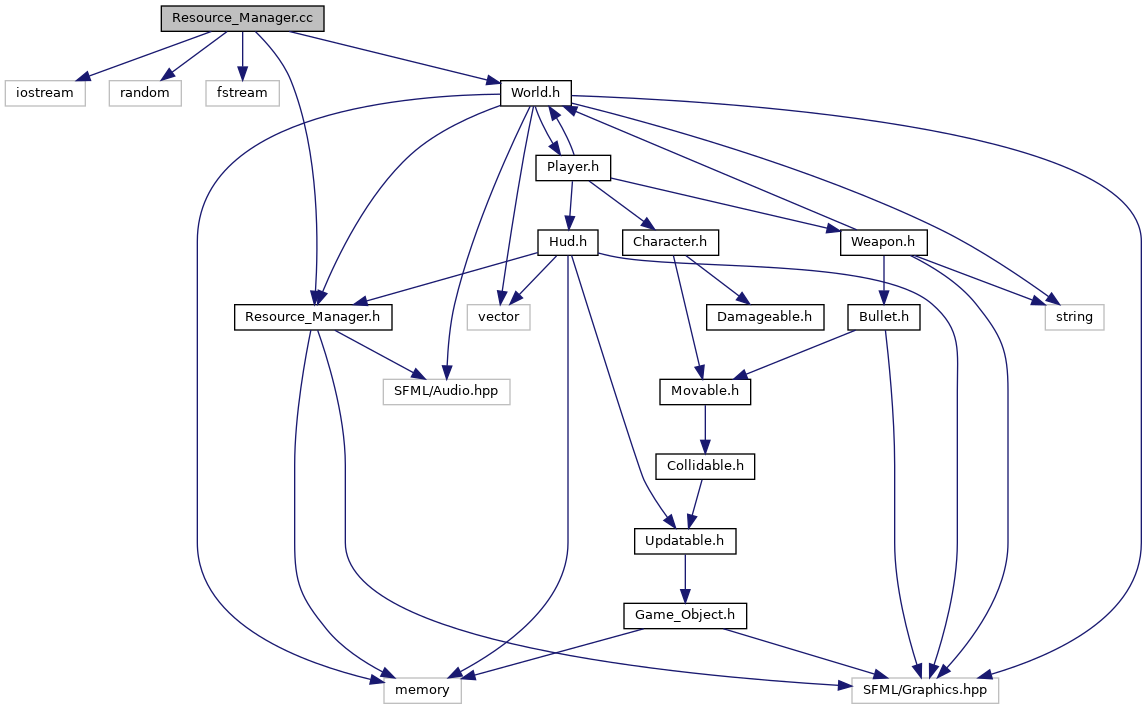 Resource_Manager.cc
iostream
random
fstream
World.h
Player.h
Hud.h
Character.h
Weapon.h
Resource_Manager.h
vector
Damageable.h
Bullet.h
string
SFML/Audio.hpp
Movable.h
Collidable.h
Updatable.h
Game_Object.h
memory
SFML/Graphics.hpp